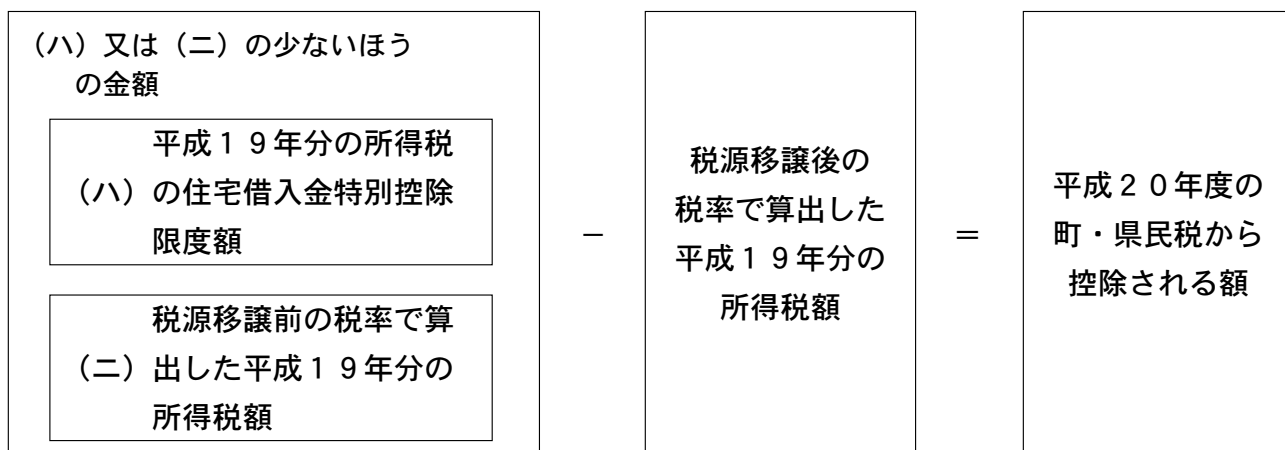 （ハ）又は（ニ）の少ないほう
の金額
平成１９年分の所得税
（ハ）の住宅借入金特別控除
限度額
税源移譲前の税率で算
（ニ）出した平成１９年分の
所得税額
－
税源移譲後の
税率で算出した
平成１９年分の
所得税額
＝
平成２０年度の
町・県民税から
控除される額